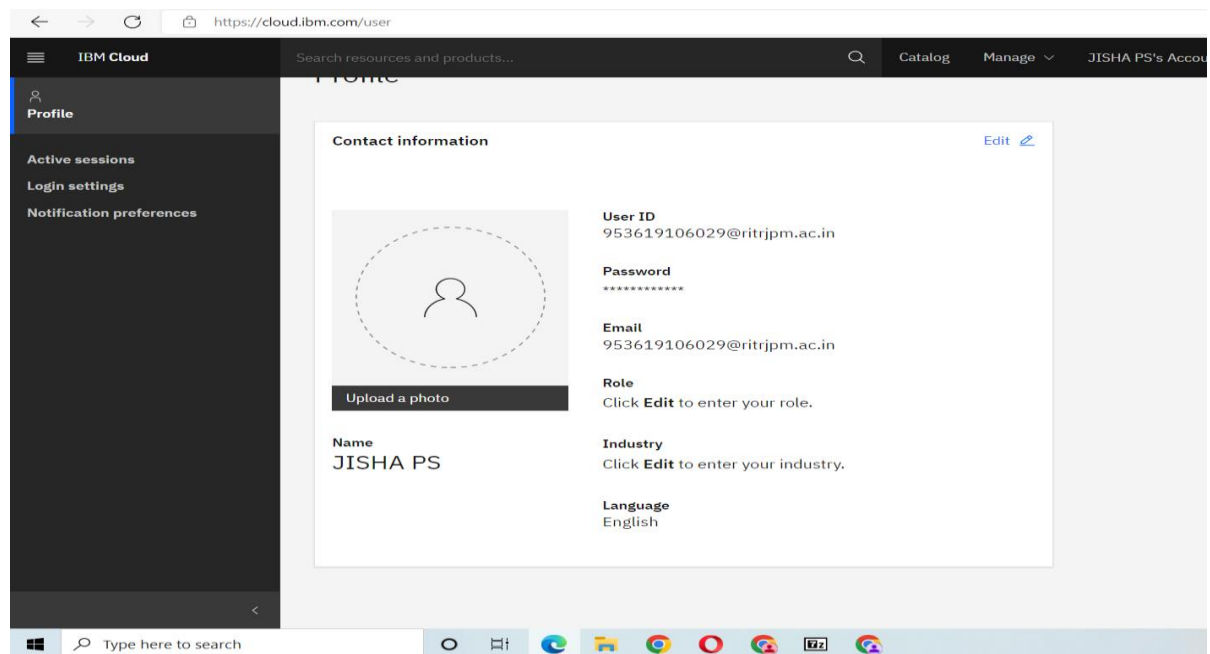 https://cloud.ibm.com/user
IBM Cloud
Search resources and products...
Catalog
Manage
JISHA PS's Accou
Profile
Profile
Active sessions
Login settings
Notification preferences
Contact information
Edit
Upload a photo
Name
JISHA PS
User ID
953619106029@ritrjpm.ac.in
Password
************
Email
953619106029@ritrjpm.ac.in
Role
Click Edit to enter your role.
Industry
Click Edit to enter your industry.
Language
English
Type here to search